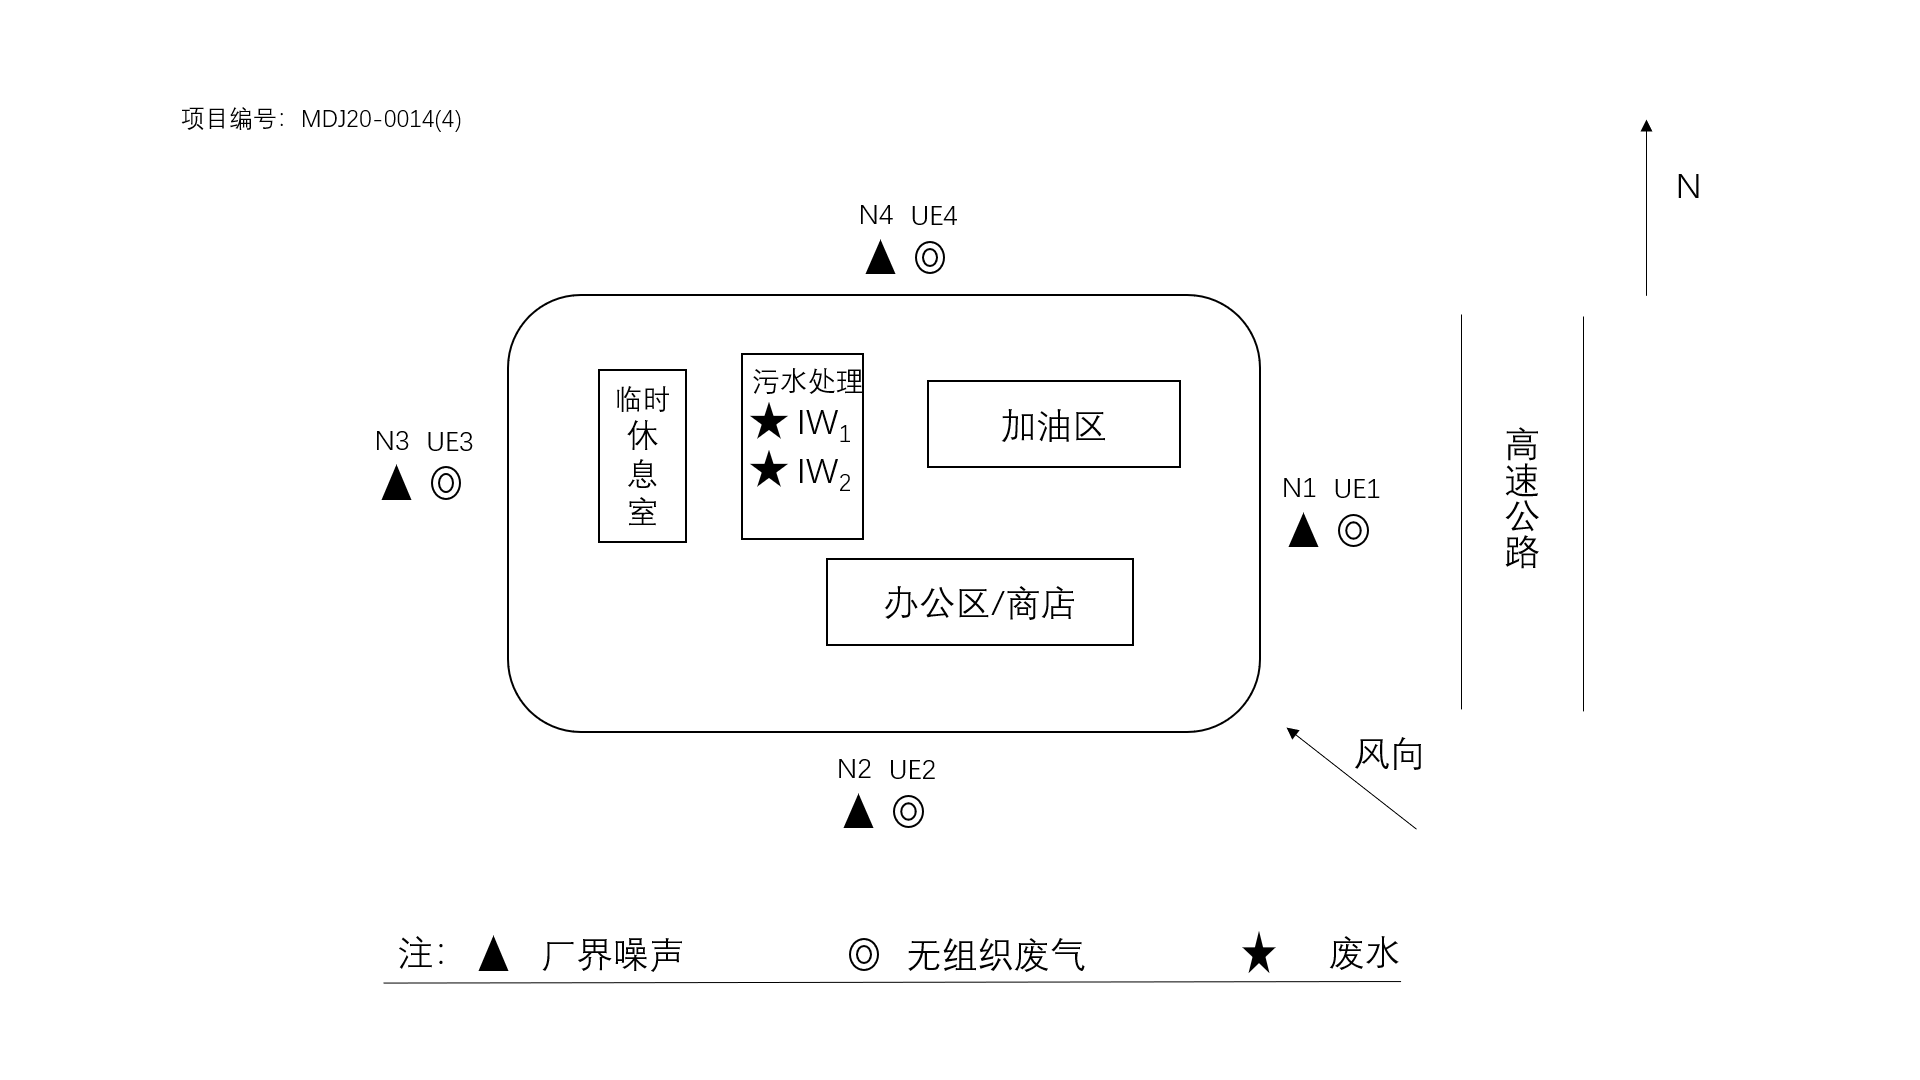 项目编号：MDJ20-0014(4)
N
N4 UE4
临时
休
息
室
污水处理
★ IW1
★ IW2
加油区
N3 UE3
N1 UE1
高
速
公
路
办公区/商店
风向
N2 UE2
注： ▲ 厂界噪声 ◎ 无组织废气 ★ 废水